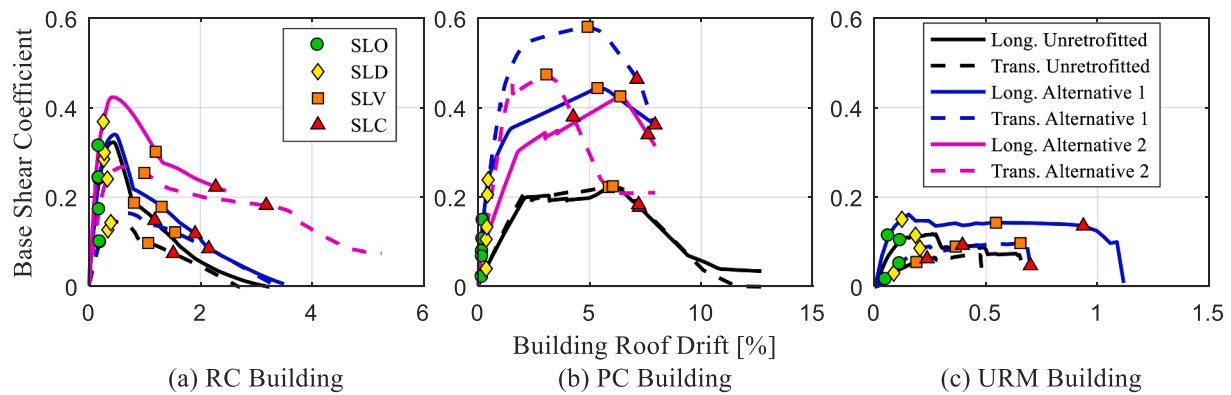 Base Shear Coefficient
0.6
0.4
0.2
0
0 2 4 6
SLO
SLD
SLV
SLC
0.6
0.4
0.2
0
0 5 10 15
0.6
0.4
0.2
0
0 0.5 1 1.5
Long. Unretrofitted
Trans. Unretrofitted
Long. Alternative 1
Trans. Alternative 1
Long. Alternative 2
Trans. Alternative 2
Building Roof Drift [%]
(a) RC Building
(b) PC Building
(c) URM Building